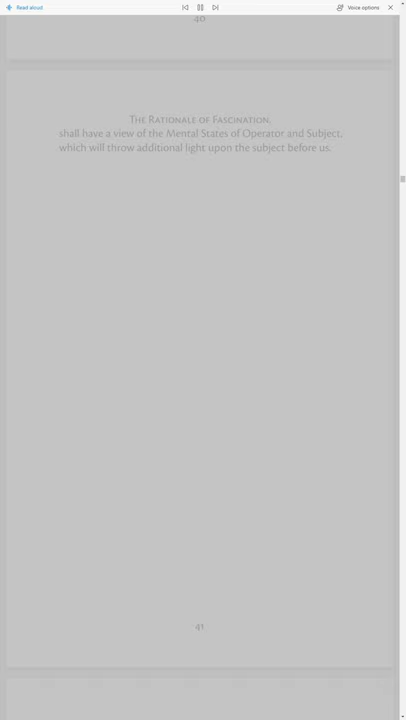 Read aloud
Voice options
40
The Rationale of Fascination.
shall have a view of the Mental States of Operator and Subject,
which will throw additional light upon the subject before us.
41